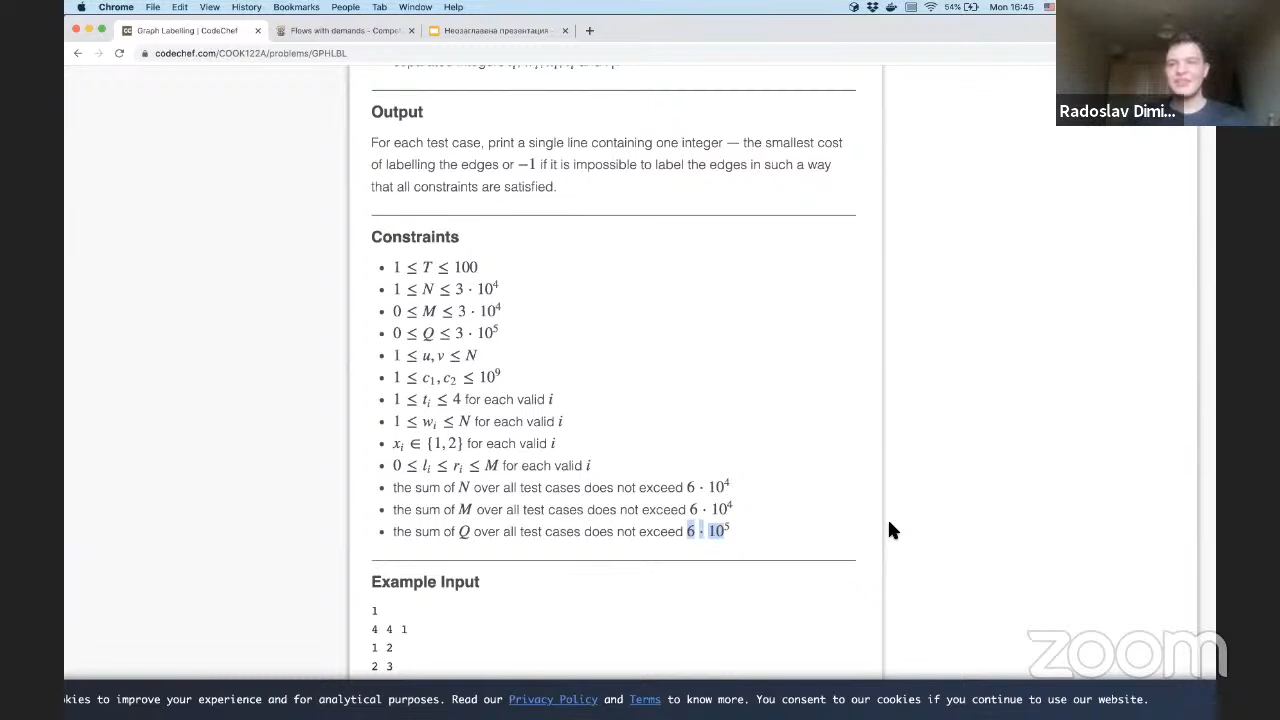 Chrome File Edit View History Bookmarks People Tab Window Help 54% Mon 16:45
Graph Labelling | CodeChef Flows with demands - Compet Неозаглавена презентация -
codechef.com/COOK122A/problems/GPHLBL
Radoslav Dimi...
Output
For each test case, print a single line containing one integer — the smallest cost
of labelling the edges or −1 if it is impossible to label the edges in such a way
that all constraints are satisfied.
Constraints
• 1 ≤ T ≤ 100
• 1 ≤ N ≤ 3 · 10⁴
• 0 ≤ M ≤ 3 · 10⁴
• 0 ≤ Q ≤ 3 · 10⁵
• 1 ≤ u, v ≤ N
• 1 ≤ c₁, c₂ ≤ 10⁹
• 1 ≤ tᵢ ≤ 4 for each valid i
• 1 ≤ wᵢ ≤ N for each valid i
• xᵢ ∈ {1, 2} for each valid i
• 0 ≤ lᵢ ≤ rᵢ ≤ M for each valid i
• the sum of N over all test cases does not exceed 6 · 10⁴
• the sum of M over all test cases does not exceed 6 · 10⁴
• the sum of Q over all test cases does not exceed 6 · 10⁵
Example Input
1
4 4 1
1 2
2 3
zoom
kies to improve your experience and for analytical purposes. Read our Privacy Policy and Terms to know more. You consent to our cookies if you continue to use our website.